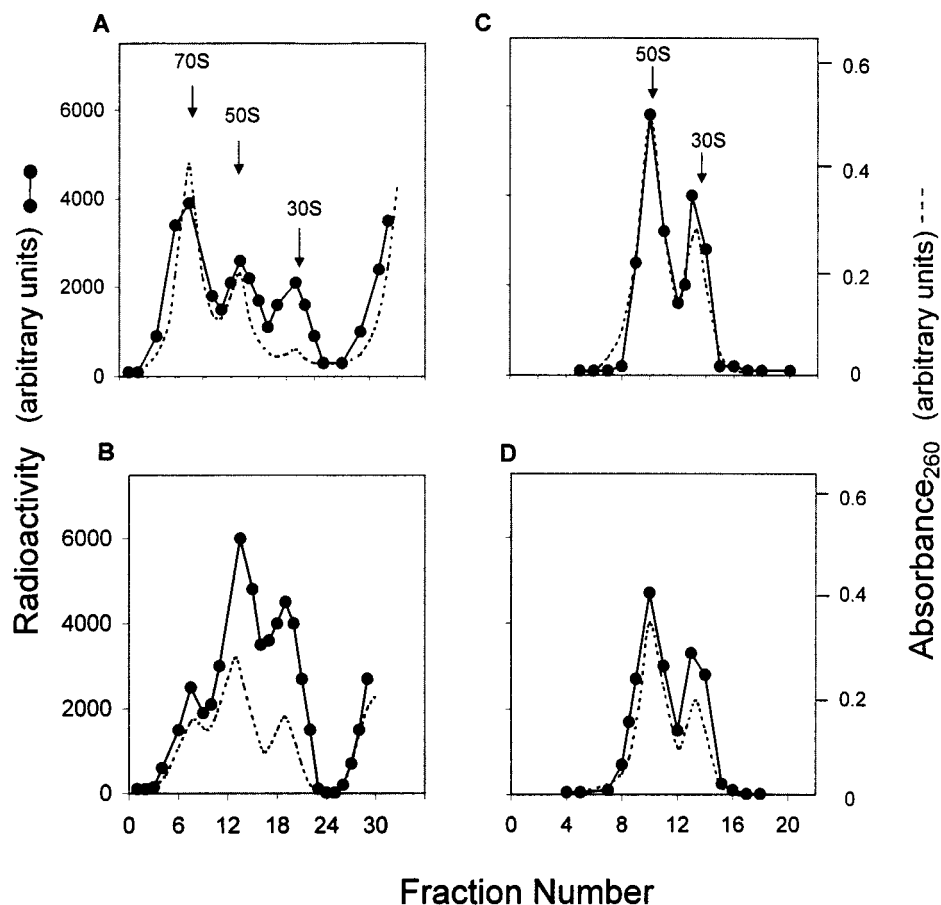 A
C
70S
50S
30S
50S
30S
6000
4000
2000
0
0.6
0.4
0.2
0
B
D
6000
4000
2000
0
0.6
0.4
0.2
0
0 6 12 18 24 30
0 4 8 12 16 20
Radioactivity (arbitrary units)
Absorbance260 (arbitrary units) ---
Fraction Number